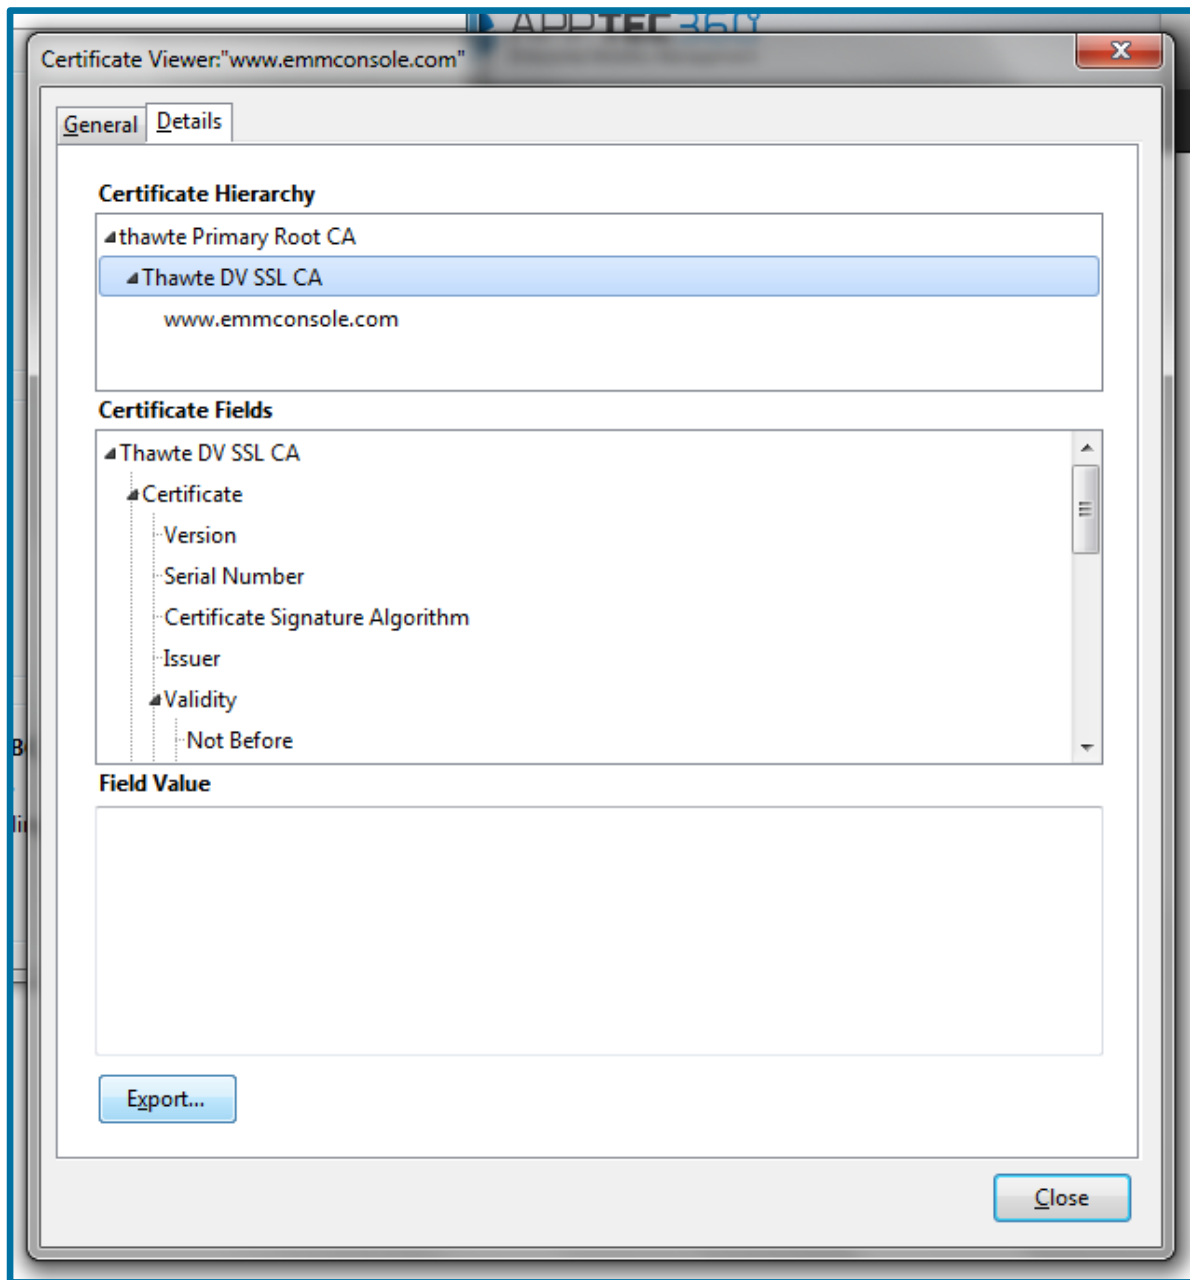 APPTEC360
Certificate Viewer:"www.emmconsole.com"
General
Details
Certificate Hierarchy
thawte Primary Root CA
Thawte DV SSL CA
www.emmconsole.com
Certificate Fields
Thawte DV SSL CA
Certificate
Version
Serial Number
Certificate Signature Algorithm
Issuer
Validity
Not Before
Field Value
Export...
Close